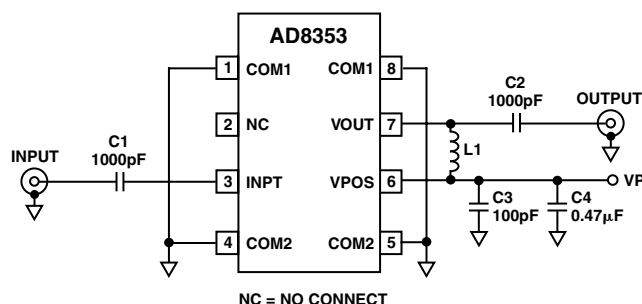 AD8353
1 COM1 COM1 8
C2
1000pF
OUTPUT
2 NC VOUT 7
C1
1000pF
INPUT
L1
3 INPT VPOS 6
VP
C3
100pF
C4
0.47µF
4 COM2 COM2 5
NC = NO CONNECT